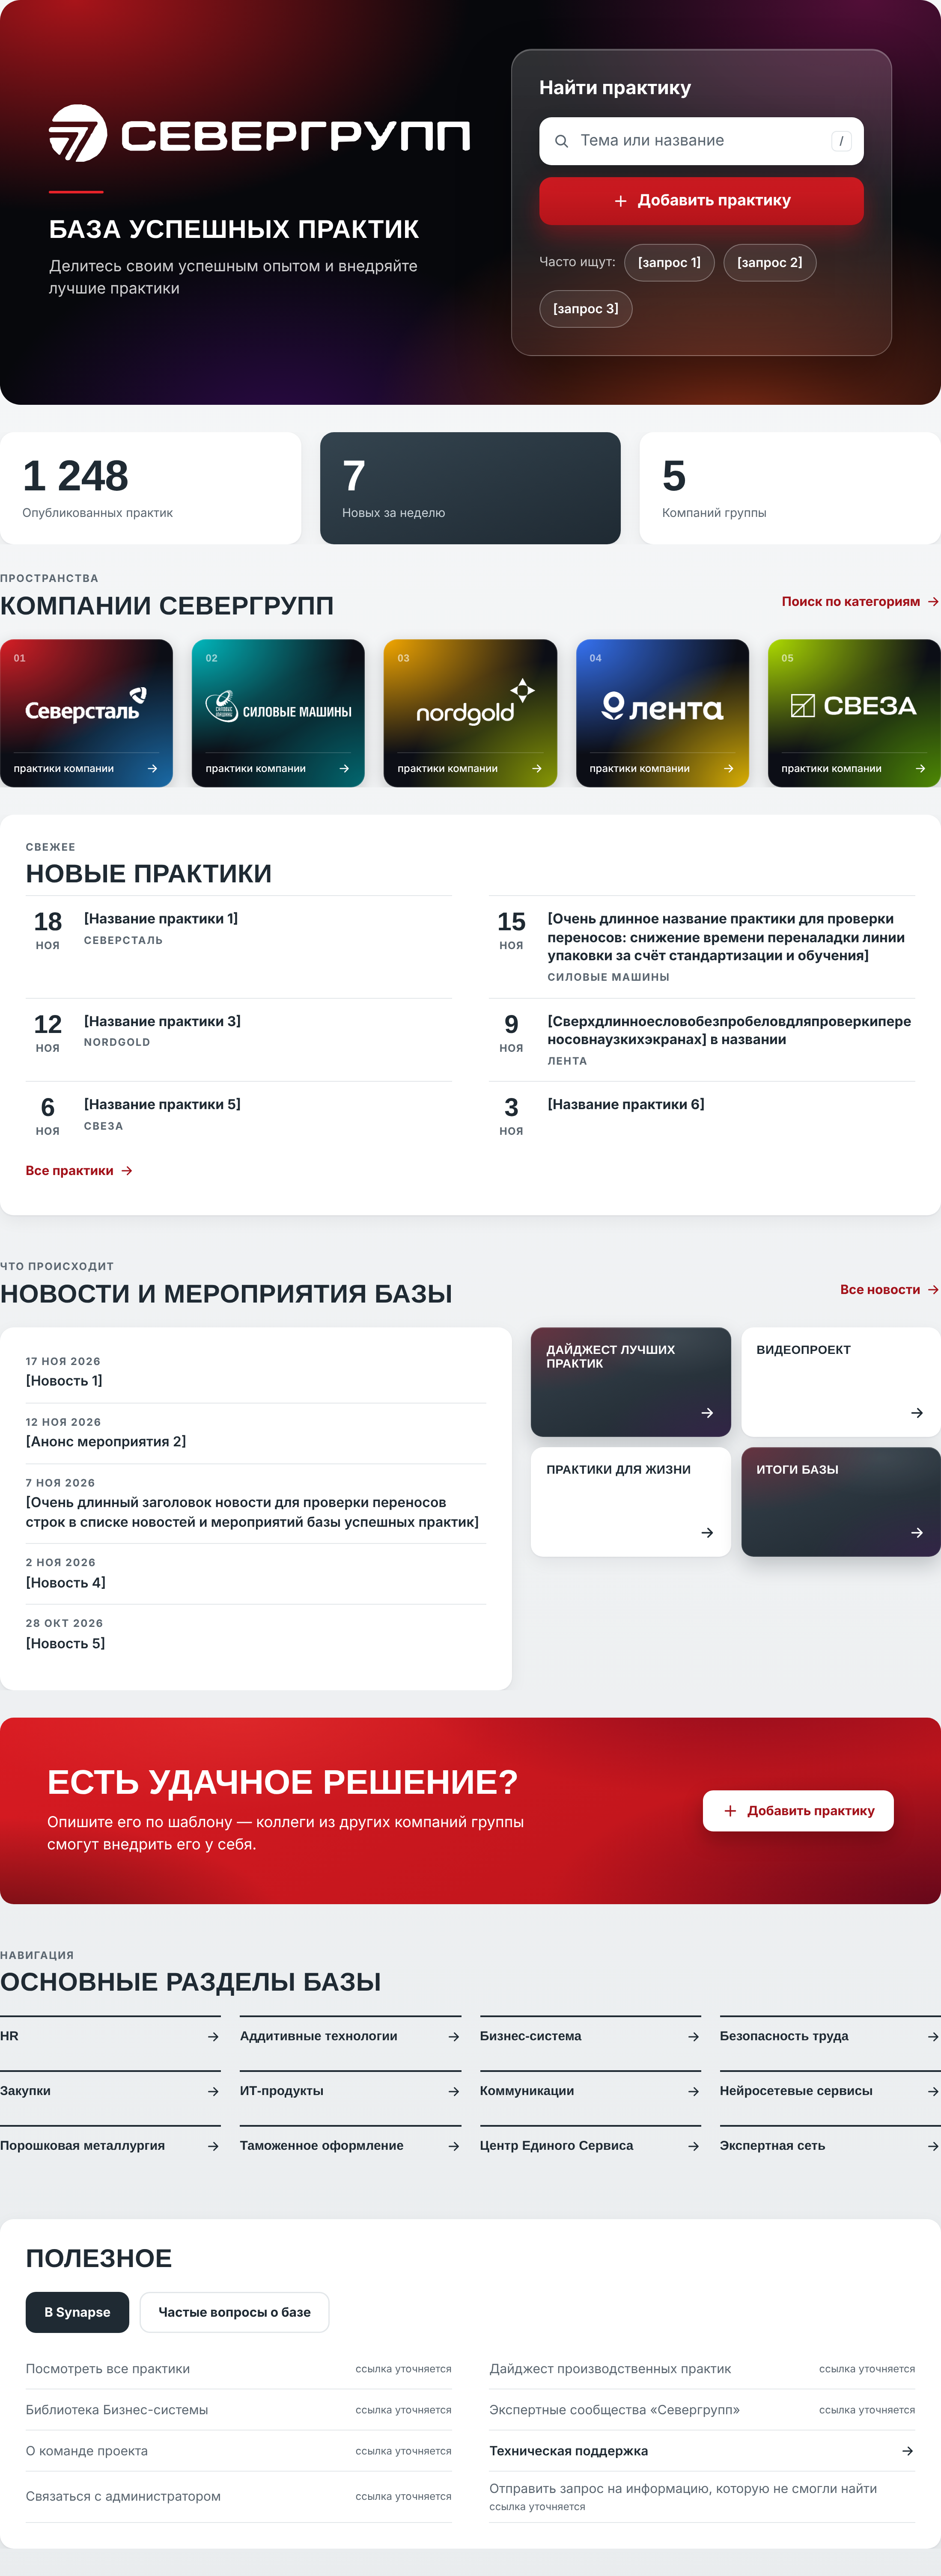 СЕВЕРГРУПП
БАЗА УСПЕШНЫХ ПРАКТИК
Делитесь своим успешным опытом и внедряйте
лучшие практики
Найти практику
Тема или название /
+ Добавить практику
Часто ищут: [запрос 1] [запрос 2]
[запрос 3]
1 248
Опубликованных практик
7
Новых за неделю
5
Компаний группы
ПРОСТРАНСТВА
КОМПАНИИ СЕВЕРГРУПП
Поиск по категориям →
01
Северсталь
практики компании →
02
СИЛОВЫЕ МАШИНЫ
практики компании →
03
nordgold
практики компании →
04
лента
практики компании →
05
СВЕЗА
практики компании →
СВЕЖЕЕ
НОВЫЕ ПРАКТИКИ
18 НОЯ
[Название практики 1]
СЕВЕРСТАЛЬ
15 НОЯ
[Очень длинное название практики для проверки
переносов: снижение времени переналадки линии
упаковки за счёт стандартизации и обучения]
СИЛОВЫЕ МАШИНЫ
12 НОЯ
[Название практики 3]
NORDGOLD
9 НОЯ
[Сверхдлинноесловобезпробеловдляпроверкипере
носовнаузкихэкранах] в названии
ЛЕНТА
6 НОЯ
[Название практики 5]
СВЕЗА
3 НОЯ
[Название практики 6]
Все практики →
ЧТО ПРОИСХОДИТ
НОВОСТИ И МЕРОПРИЯТИЯ БАЗЫ
Все новости →
17 НОЯ 2026
[Новость 1]
12 НОЯ 2026
[Анонс мероприятия 2]
7 НОЯ 2026
[Очень длинный заголовок новости для проверки переносов
строк в списке новостей и мероприятий базы успешных практик]
2 НОЯ 2026
[Новость 4]
28 ОКТ 2026
[Новость 5]
ДАЙДЖЕСТ ЛУЧШИХ
ПРАКТИК
→
ВИДЕОПРОЕКТ
→
ПРАКТИКИ ДЛЯ ЖИЗНИ
→
ИТОГИ БАЗЫ
→
ЕСТЬ УДАЧНОЕ РЕШЕНИЕ?
Опишите его по шаблону — коллеги из других компаний группы
смогут внедрить его у себя.
+ Добавить практику
НАВИГАЦИЯ
ОСНОВНЫЕ РАЗДЕЛЫ БАЗЫ
HR →
Аддитивные технологии →
Бизнес-система →
Безопасность труда →
Закупки →
ИТ-продукты →
Коммуникации →
Нейросетевые сервисы →
Порошковая металлургия →
Таможенное оформление →
Центр Единого Сервиса →
Экспертная сеть →
ПОЛЕЗНОЕ
В Synapse
Частые вопросы о базе
Посмотреть все практики ссылка уточняется
Дайджест производственных практик ссылка уточняется
Библиотека Бизнес-системы ссылка уточняется
Экспертные сообщества «Севергрупп» ссылка уточняется
О команде проекта ссылка уточняется
Техническая поддержка →
Связаться с администратором ссылка уточняется
Отправить запрос на информацию, которую не смогли найти
ссылка уточняется